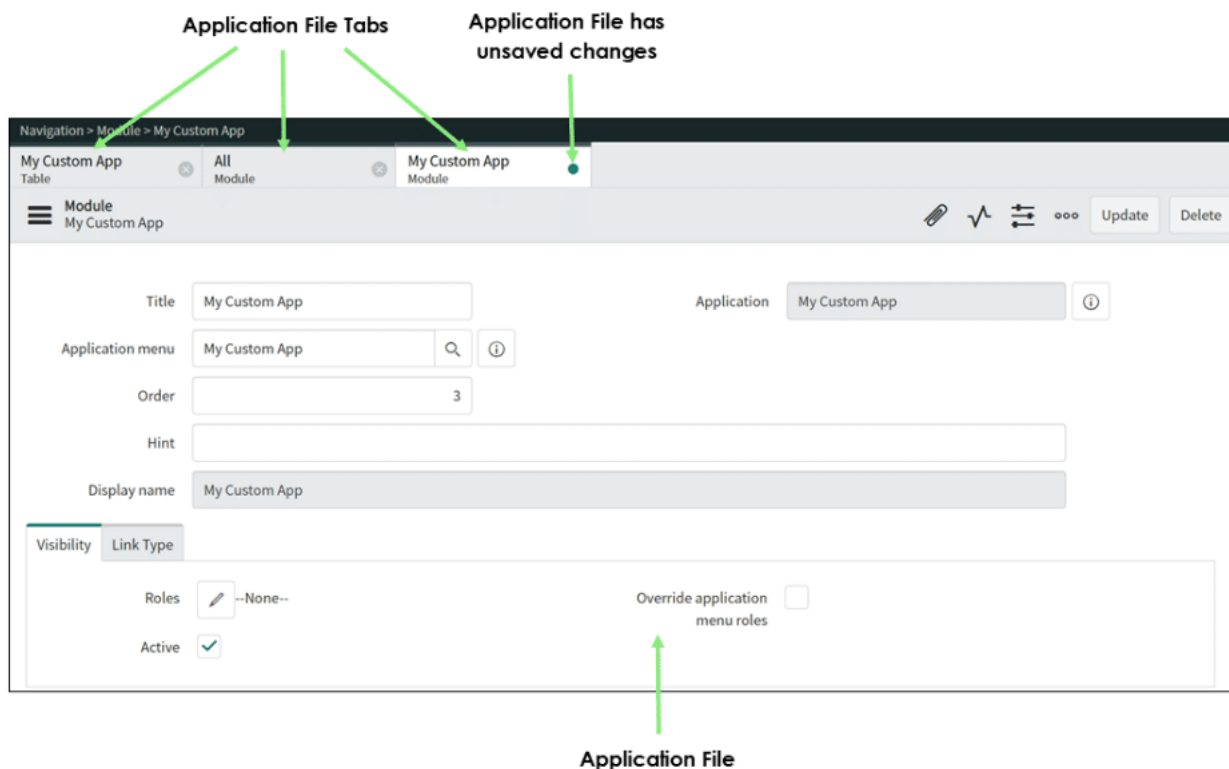 Application File Tabs
Application File has
unsaved changes
Navigation > Module > My Custom App
My Custom App
Table
All
Module
My Custom App
Module
Module
My Custom App
Update
Delete
Title My Custom App
Application My Custom App
Application menu My Custom App
Order 3
Hint
Display name My Custom App
Visibility Link Type
Roles --None--
Override application
menu roles
Active
Application File